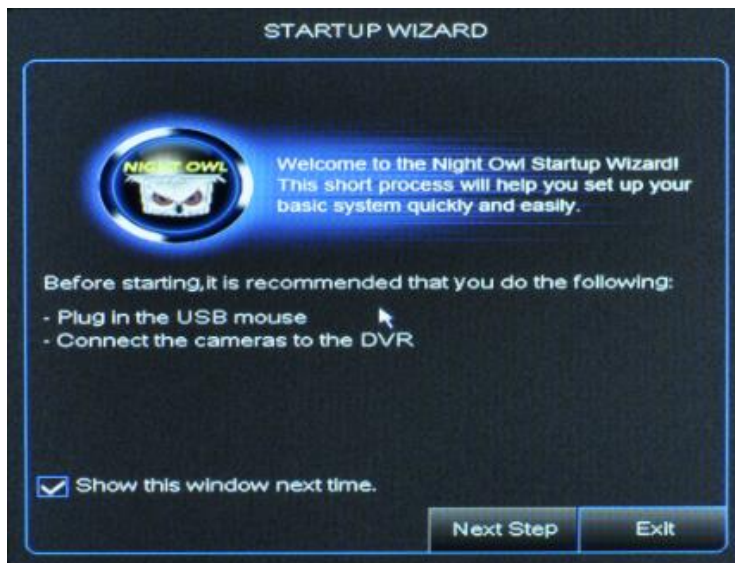 STARTUP WIZARD
NIGHT OWL
Welcome to the Night Owl Startup Wizard!
This short process will help you set up your
basic system quickly and easily.
Before starting,it is recommended that you do the following:
- Plug in the USB mouse
- Connect the cameras to the DVR
Show this window next time.
Next Step
Exit